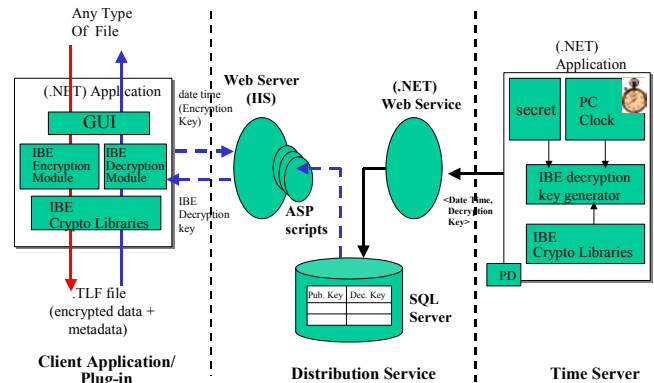 Any Type
Of File
(.NET) Application
GUI
IBE
Encryption
Module
IBE
Decryption
Module
IBE
Crypto Libraries
.TLF file
(encrypted data +
metadata)
Client Application/
Plug-in
date time
(Encryption
Key)
IBE
Decryption
key
Web Server
(IIS)
ASP
scripts
(.NET)
Web Service
<Date Time,
Decryption
Key>
Pub. Key Dec. Key
SQL
Server
Distribution Service
(.NET)
Application
secret
PC
Clock
IBE decryption
key generator
IBE
Crypto Libraries
PD
Time Server